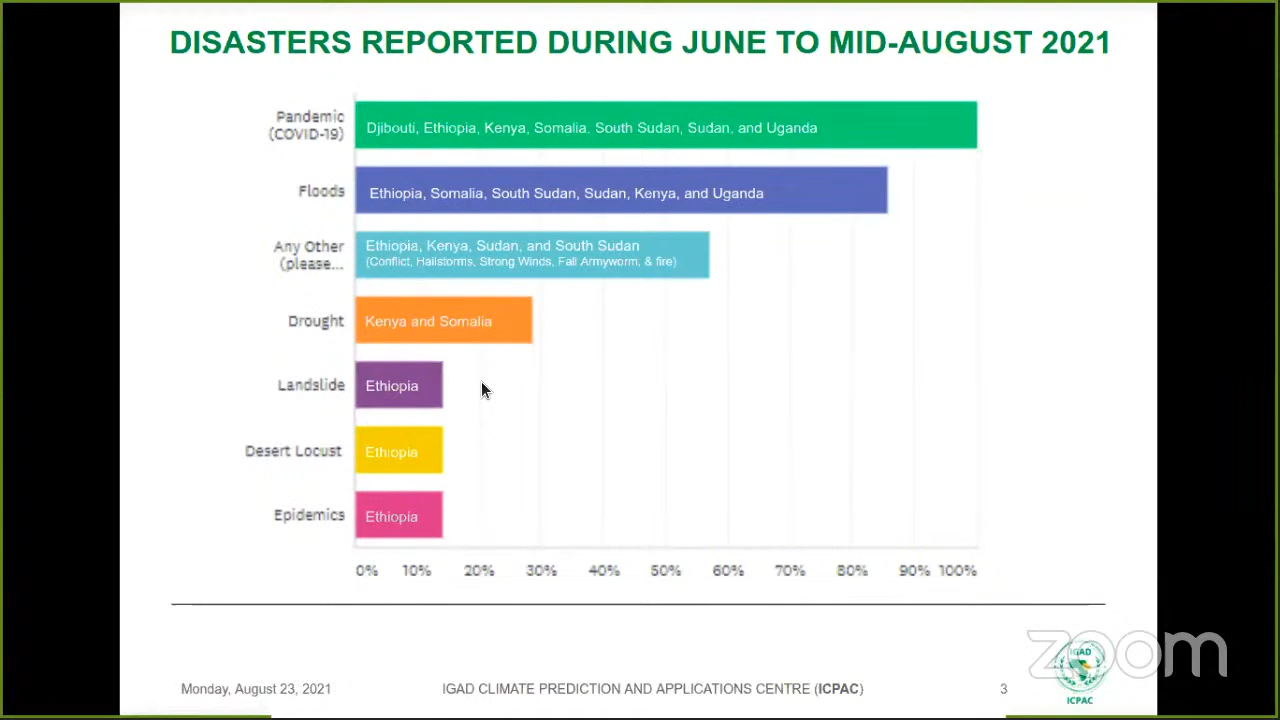 DISASTERS REPORTED DURING JUNE TO MID-AUGUST 2021
Pandemic
(COVID-19)
Djibouti, Ethiopia, Kenya, Somalia. South Sudan, Sudan, and Uganda
Floods
Ethiopia, Somalia, South Sudan, Sudan, Kenya, and Uganda
Any Other
(please...
Ethiopia, Kenya, Sudan, and South Sudan
(Conflict, Hailstorms, Strong Winds, Fall Armyworm, & fire)
Drought
Kenya and Somalia
Landslide
Ethiopia
Desert Locust
Ethiopia
Epidemics
Ethiopia
0% 10% 20% 30% 40% 50% 60% 70% 80% 90% 100%
zoom
IGAD
ICPAC
Monday, August 23, 2021
IGAD CLIMATE PREDICTION AND APPLICATIONS CENTRE (ICPAC)
3